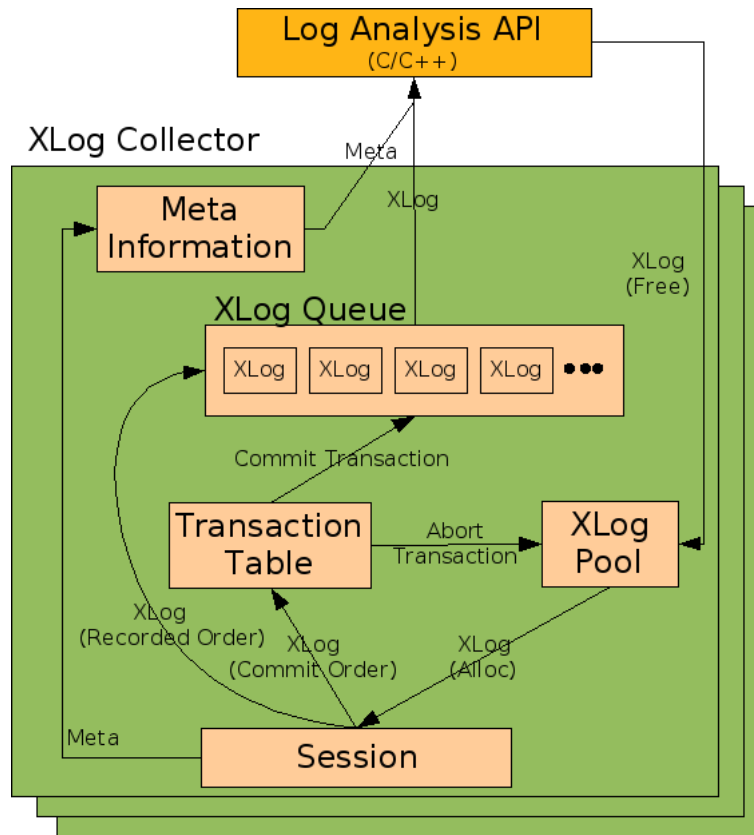 Log Analysis API
(C/C++)
XLog Collector
Meta
Meta
Information
XLog
XLog
(Free)
XLog Queue
XLog XLog XLog XLog
Commit Transaction
Transaction
Table
Abort
Transaction
XLog
Pool
XLog
(Recorded Order)
XLog
(Commit Order)
XLog
(Alloc)
Meta
Session